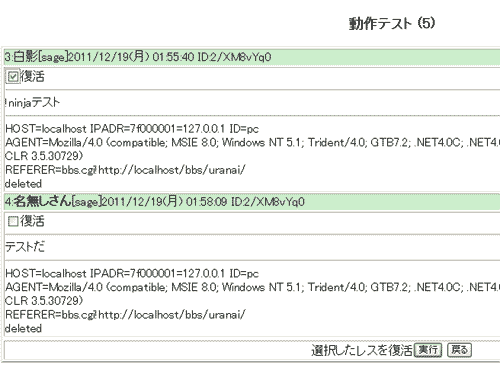 動作テスト (5)
3:白影[sage]2011/12/19(月) 01:55:40 ID:2/XM8vYq0
復活
!ninjaテスト
HOST=localhost IPADR=7f000001=127.0.0.1 ID=pc
AGENT=Mozilla/4.0 (compatible; MSIE 8.0; Windows NT 5.1; Trident/4.0; GTB7.2; .NET4.0C; .NET4.0
CLR 3.5.30729)
REFERER=bbs.cgi!http://localhost/bbs/uranai/
deleted
4:名無しさん[sage]2011/12/19(月) 01:58:09 ID:2/XM8vYq0
復活
テストだ
HOST=localhost IPADR=7f000001=127.0.0.1 ID=pc
AGENT=Mozilla/4.0 (compatible; MSIE 8.0; Windows NT 5.1; Trident/4.0; GTB7.2; .NET4.0C; .NET4.0
CLR 3.5.30729)
REFERER=bbs.cgi!http://localhost/bbs/uranai/
deleted
選択したレスを復活 実行 戻る